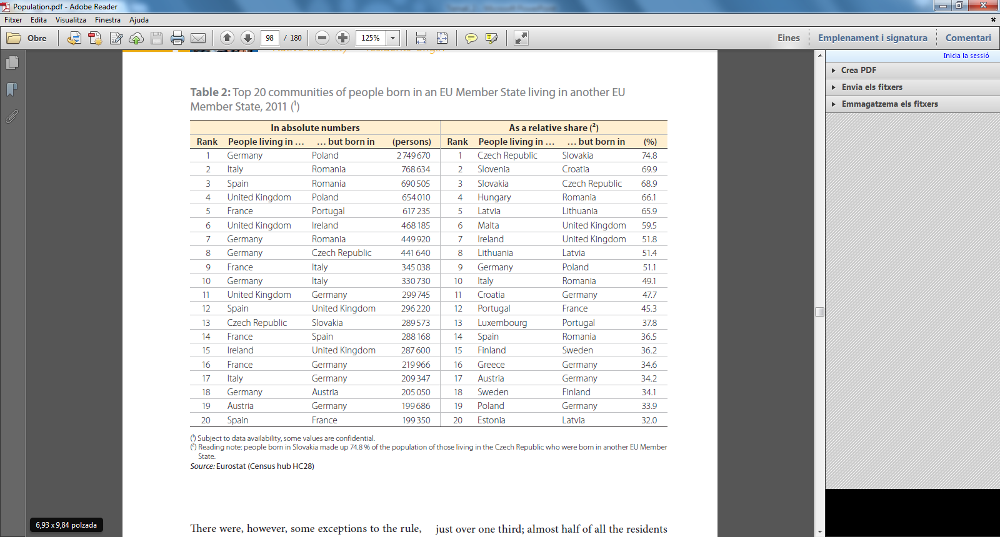 Population.pdf - Adobe Reader
Fitxer Edita Visualitza Finestra Ajuda
Obre 98 / 180 125% Eines Emplenament i signatura Comentari
Inicia la sessió
Crea PDF
Envia els fitxers
Emmagatzema els fitxers
Table 2: Top 20 communities of people born in an EU Member State living in another EU
Member State, 2011 (¹)
In absolute numbers As a relative share (²)
Rank People living in … … but born in (persons) Rank People living in … … but born in (%)
1 Germany Poland 2 749 670 1 Czech Republic Slovakia 74.8
2 Italy Romania 768 634 2 Slovenia Croatia 69.9
3 Spain Romania 690 505 3 Slovakia Czech Republic 68.9
4 United Kingdom Poland 654 010 4 Hungary Romania 66.1
5 France Portugal 617 235 5 Latvia Lithuania 65.9
6 United Kingdom Ireland 468 185 6 Malta United Kingdom 59.5
7 Germany Romania 449 920 7 Ireland United Kingdom 51.8
8 Germany Czech Republic 441 640 8 Lithuania Latvia 51.4
9 France Italy 345 038 9 Germany Poland 51.1
10 Germany Italy 330 730 10 Italy Romania 49.1
11 United Kingdom Germany 299 745 11 Croatia Germany 47.7
12 Spain United Kingdom 296 220 12 Portugal France 45.3
13 Czech Republic Slovakia 289 573 13 Luxembourg Portugal 37.8
14 France Spain 288 168 14 Spain Romania 36.5
15 Ireland United Kingdom 287 600 15 Finland Sweden 36.2
16 France Germany 219 966 16 Greece Germany 34.6
17 Italy Germany 209 347 17 Austria Germany 34.2
18 Germany Austria 205 050 18 Sweden Finland 34.1
19 Austria Germany 199 686 19 Poland Germany 33.9
20 Spain France 199 350 20 Estonia Latvia 32.0
(¹) Subject to data availability, some values are confidential.
(²) Reading note: people born in Slovakia made up 74.8 % of the population of those living in the Czech Republic who were born in another EU Member
State.
Source: Eurostat (Census hub HC28)
6,93 x 9,84 polzada
There were, however, some exceptions to the rule,
just over one third; almost half of all the residents